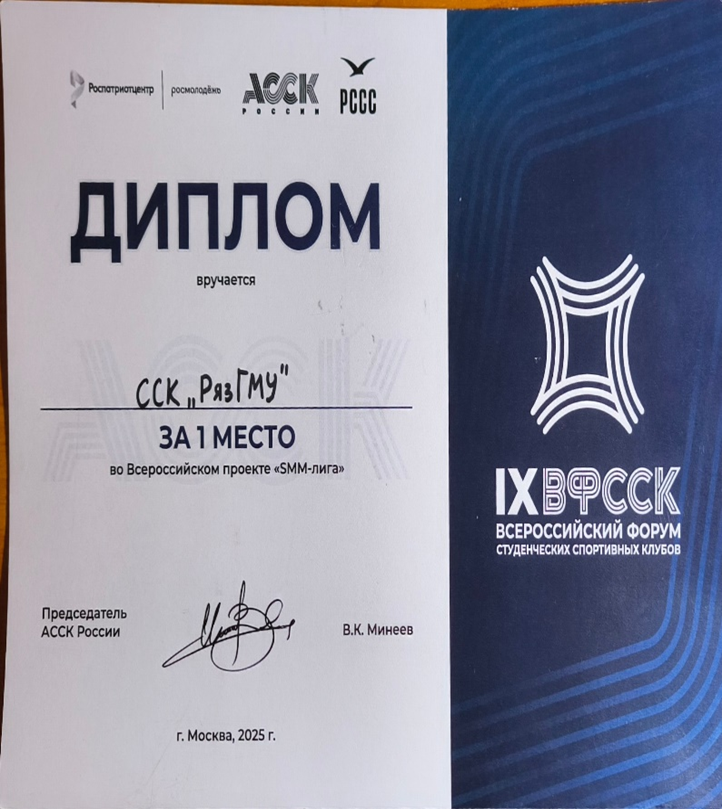 Роспатриотцентр росмолодёжь АССК РОССИИ РССС
ДИПЛОМ
вручается
АССК
ССК „РязГМУ"
ЗА 1 МЕСТО
во Всероссийском проекте «SMM-лига»
Председатель
АССК России
В.К. Минеев
г. Москва, 2025 г.
IX ВФССК
ВСЕРОССИЙСКИЙ ФОРУМ
СТУДЕНЧЕСКИХ СПОРТИВНЫХ КЛУБОВ